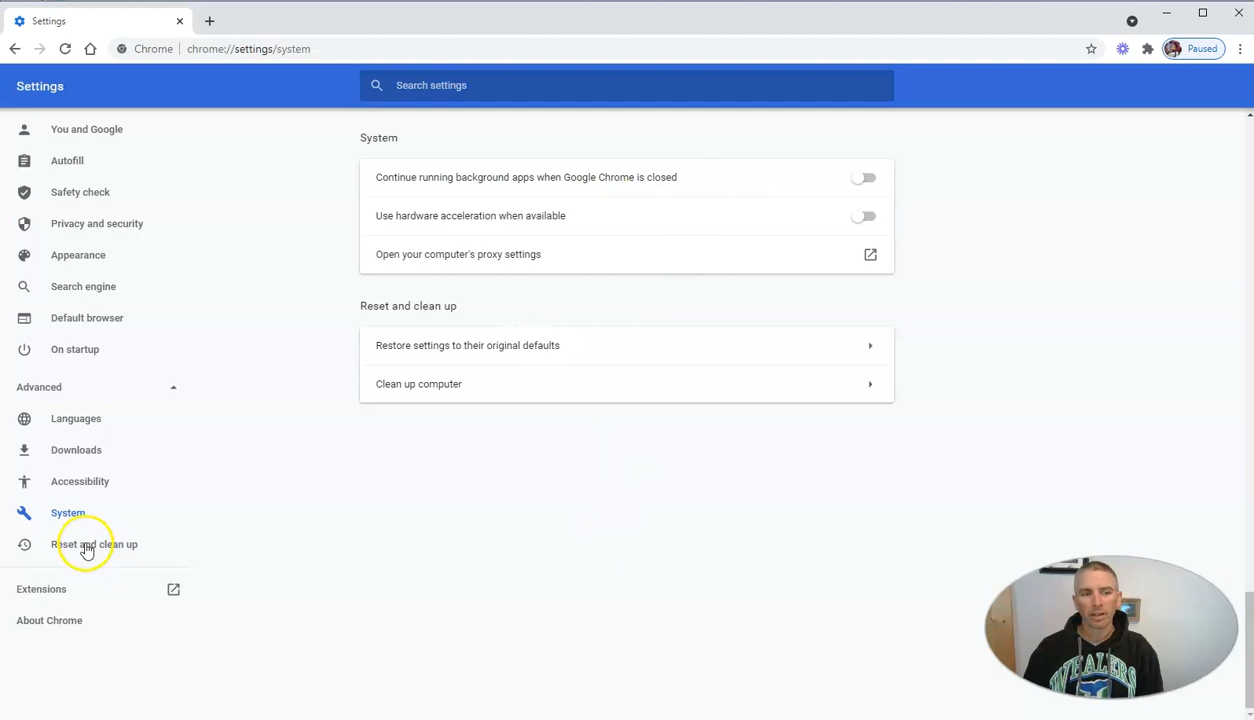 Settings
Chrome
chrome://settings/system
Paused
Settings
Search settings
You and Google
Autofill
Safety check
Privacy and security
Appearance
Search engine
Default browser
On startup
Advanced
Languages
Downloads
Accessibility
System
Reset and clean up
Extensions
About Chrome
System
Continue running background apps when Google Chrome is closed
Use hardware acceleration when available
Open your computer's proxy settings
Reset and clean up
Restore settings to their original defaults
Clean up computer
WHALERS